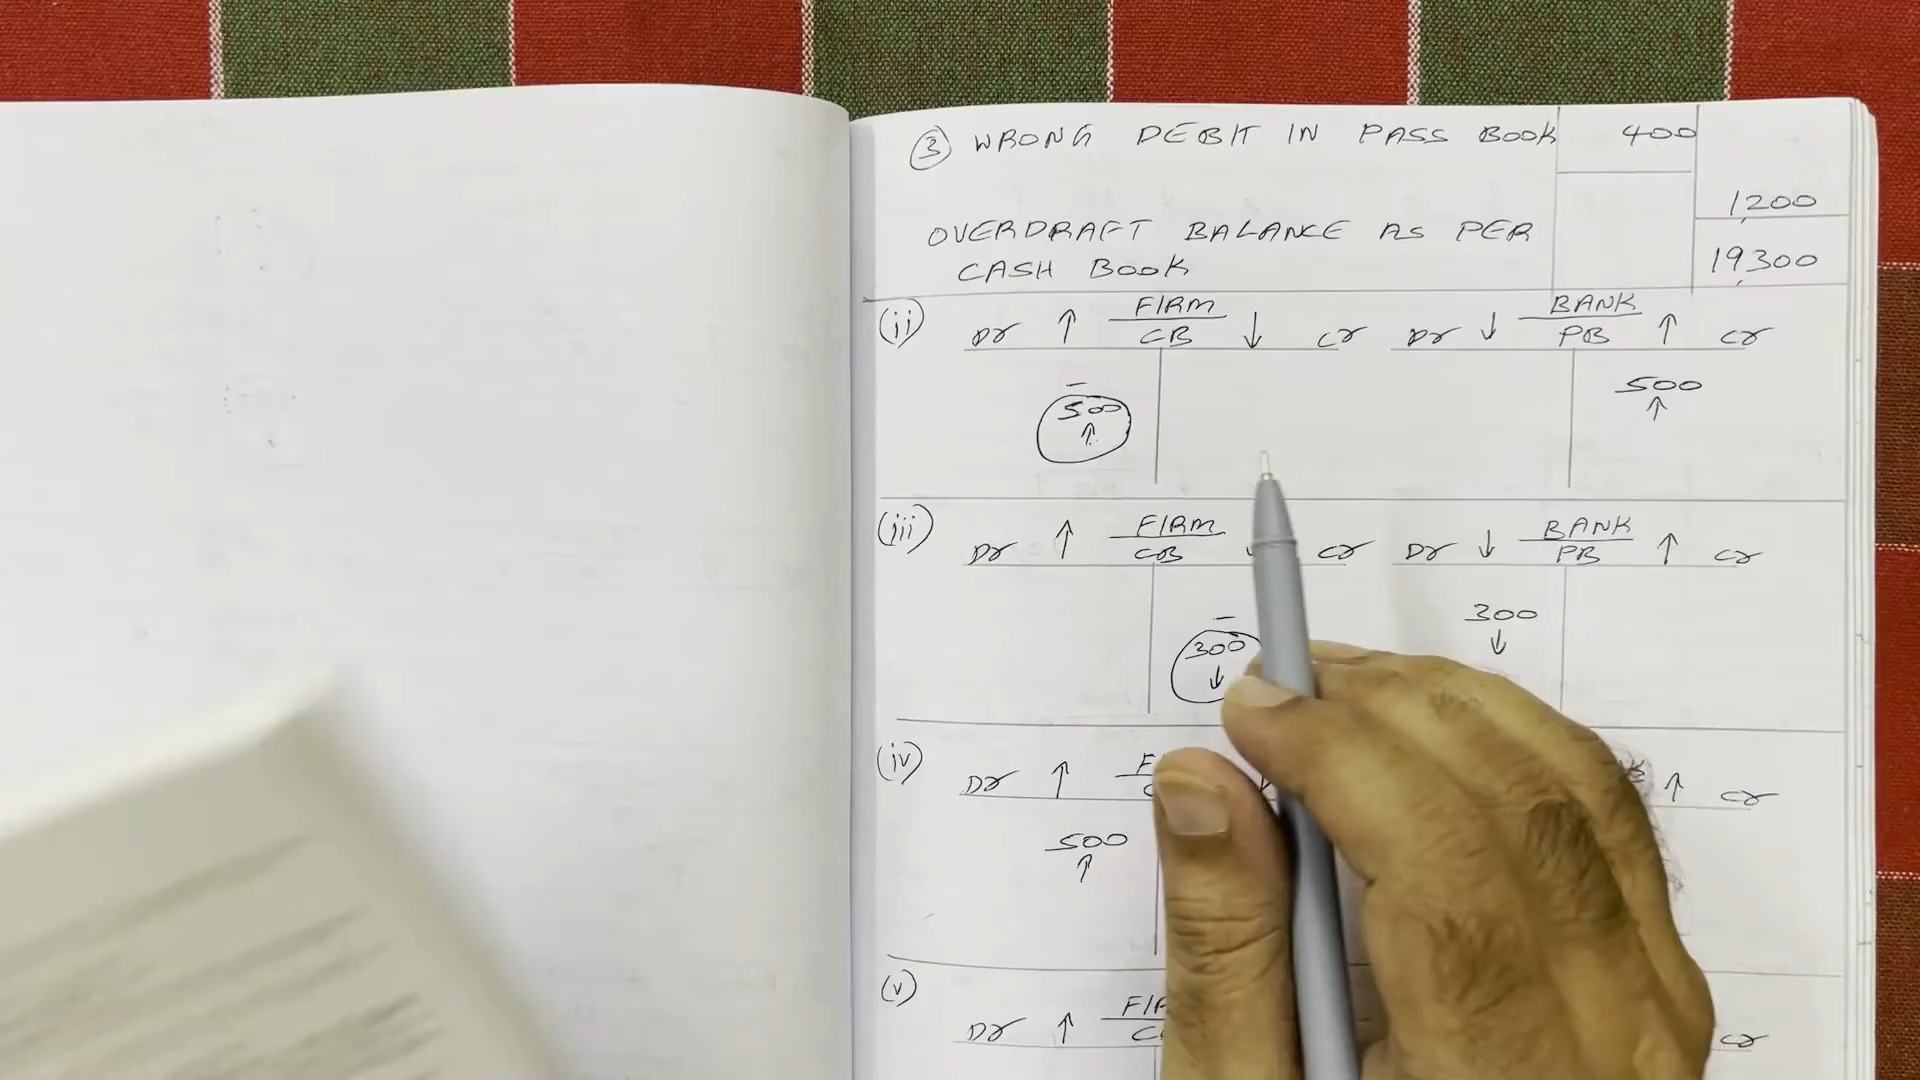 ③ WRONG DEBIT IN PASS BOOK 400
1,200
OVERDRAFT BALANCE AS PER
CASH BOOK 19,300
(ii) Dr ↑ FIRM ↓ Cr Dr ↓ BANK ↑ Cr
CB PB
500 ↑ 500 ↑
(iii) Dr ↑ FIRM ↓ Cr Dr ↓ BANK ↑ Cr
CB PB
300 ↓ 300 ↓
(iv) Dr ↑ ↑ Cr
500 ↑
(v)
Dr ↑ Cr